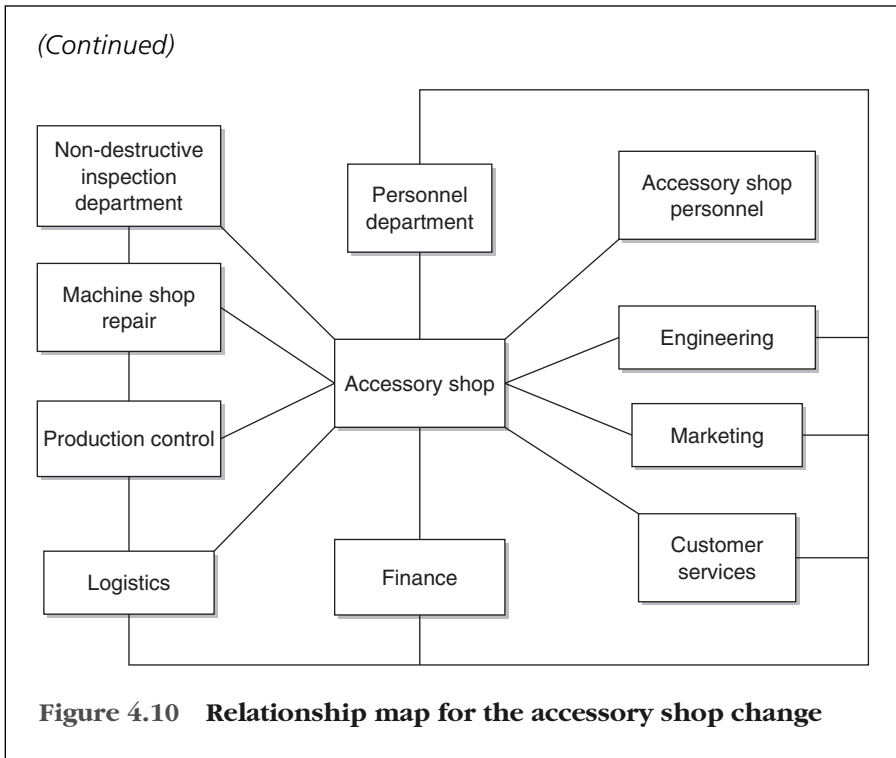 (Continued)
Non-destructive
inspection
department
Personnel
department
Accessory shop
personnel
Machine shop
repair
Engineering
Accessory shop
Production control
Marketing
Logistics
Finance
Customer
services
Figure 4.10 Relationship map for the accessory shop change